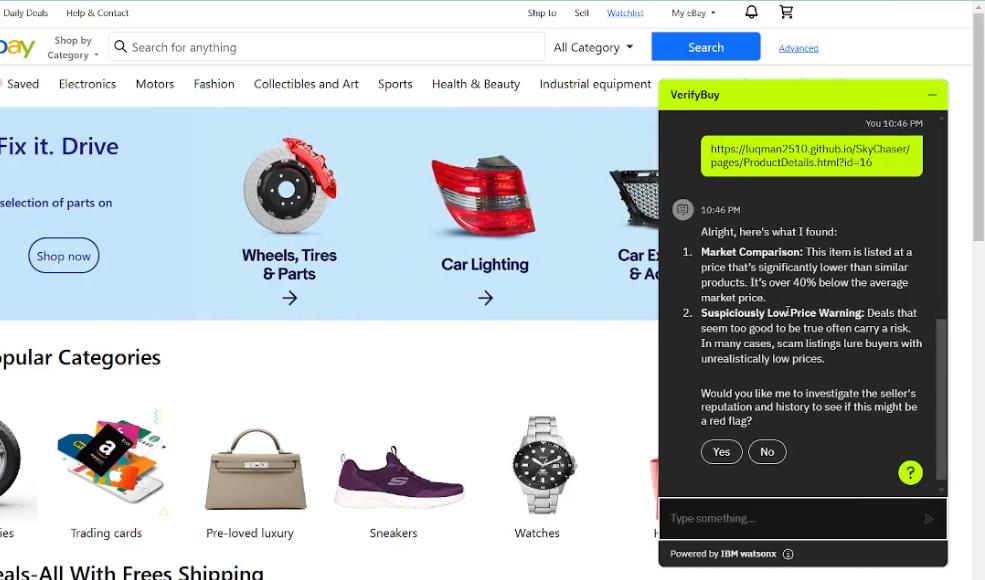 Daily Deals Help & Contact Ship to Sell Watchlist My eBay
bay Shop by Category Search for anything All Category Search Advanced
Saved Electronics Motors Fashion Collectibles and Art Sports Health & Beauty Industrial equipment
Fix it. Drive
selection of parts on
Shop now
Wheels, Tires
& Parts
Car Lighting
Car Ex
& Ac
opular Categories
ies
Trading cards
Pre-loved luxury
Sneakers
Watches
H
eals-All With Frees Shipping
VerifyBuy
You 10:46 PM
https://luqman2510.github.io/SkyChaser/
pages/ProductDetails.html?id=16
10:46 PM
Alright, here's what I found:
1. Market Comparison: This item is listed at a
price that's significantly lower than similar
products. It's over 40% below the average
market price.
2. Suspiciously Low Price Warning: Deals that
seem too good to be true often carry a risk.
In many cases, scam listings lure buyers with
unrealistically low prices.
Would you like me to investigate the seller's
reputation and history to see if this might be
a red flag?
Yes No
?
Type something...
Powered by IBM watsonx